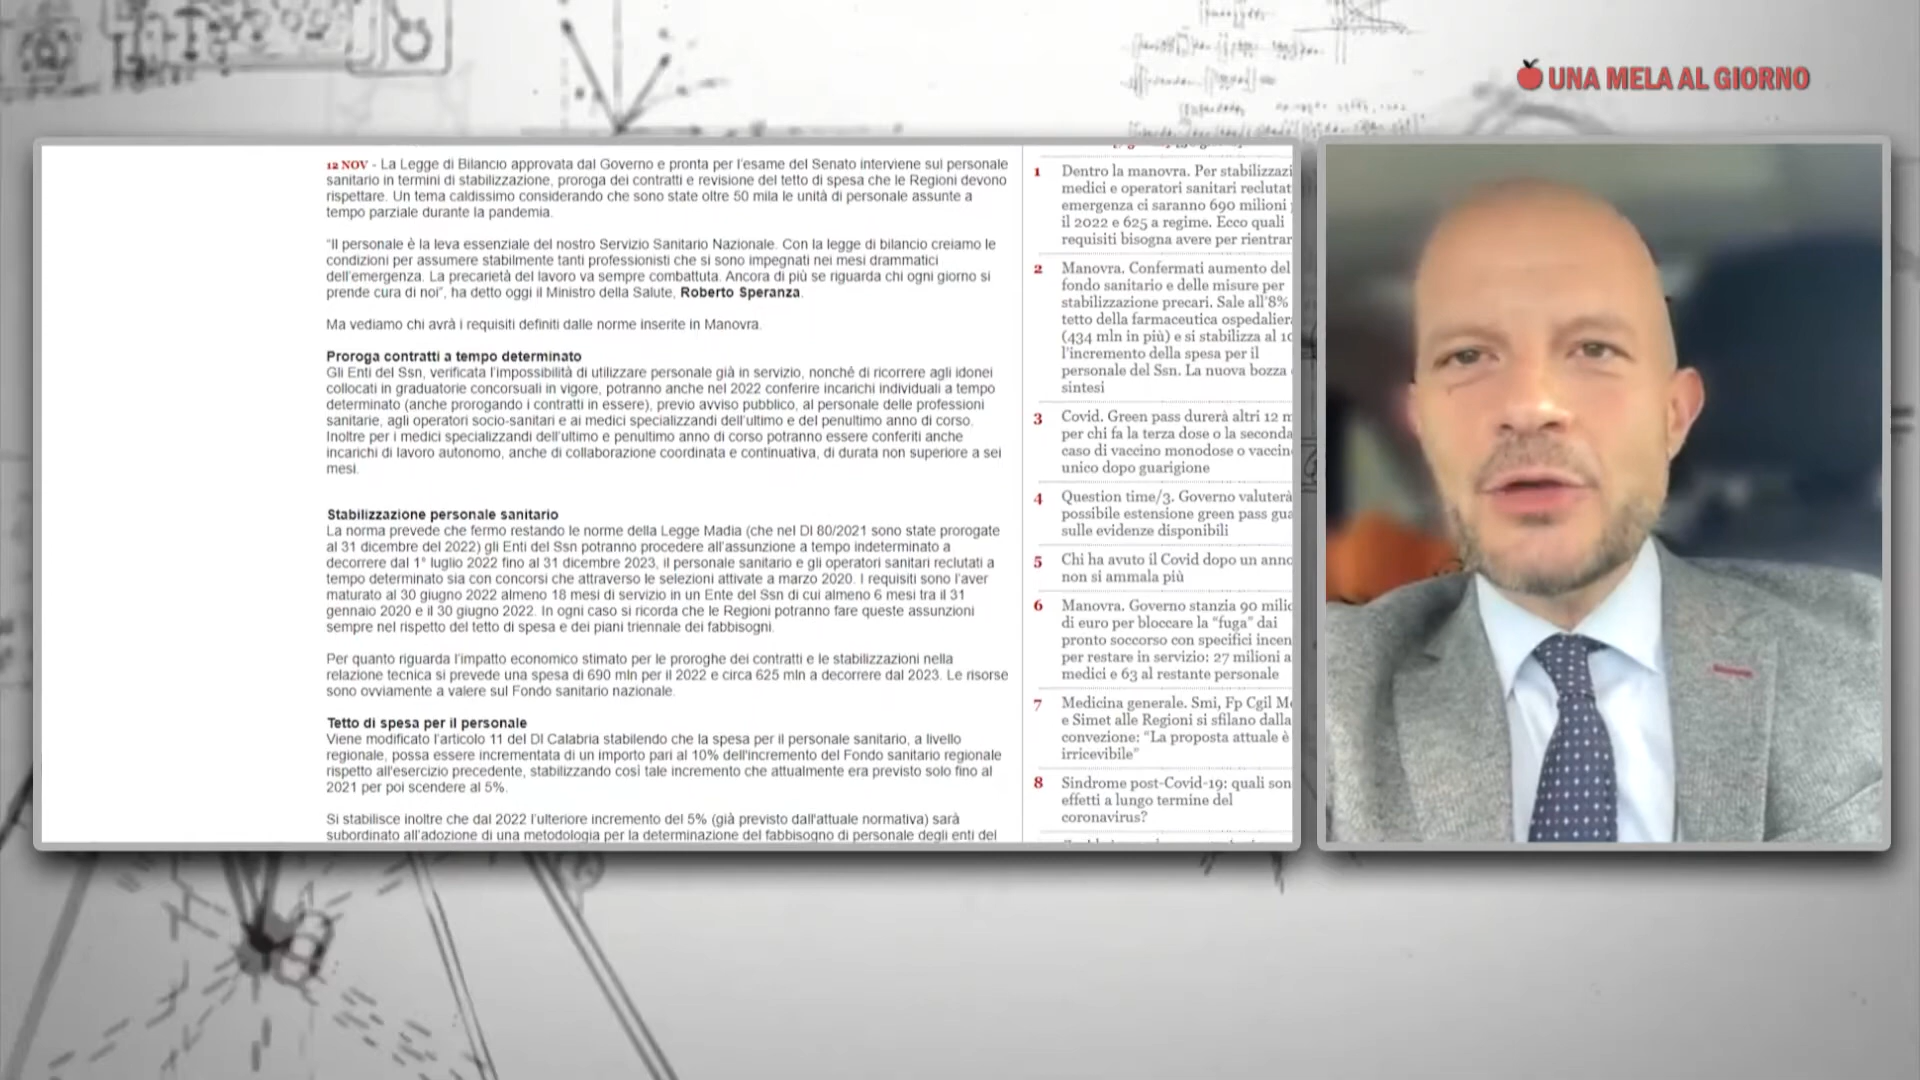 UNA MELA AL GIORNO
12 NOV - La Legge di Bilancio approvata dal Governo e pronta per l'esame del Senato interviene sul personale
sanitario in termini di stabilizzazione, proroga dei contratti e revisione del tetto di spesa che le Regioni devono
rispettare. Un tema caldissimo considerando che sono state oltre 50 mila le unità di personale assunte a
tempo parziale durante la pandemia.
"Il personale è la leva essenziale del nostro Servizio Sanitario Nazionale. Con la legge di bilancio creiamo le
condizioni per assumere stabilmente tanti professionisti che si sono impegnati nei mesi drammatici
dell'emergenza. La precarietà del lavoro va sempre combattuta. Ancora di più se riguarda chi ogni giorno si
prende cura di noi", ha detto oggi il Ministro della Salute, Roberto Speranza.
Ma vediamo chi avrà i requisiti definiti dalle norme inserite in Manovra.
Proroga contratti a tempo determinato
Gli Enti del Ssn, verificata l'impossibilità di utilizzare personale già in servizio, nonché di ricorrere agli idonei
collocati in graduatorie concorsuali in vigore, potranno anche nel 2022 conferire incarichi individuali a tempo
determinato (anche prorogando i contratti in essere), previo avviso pubblico, al personale delle professioni
sanitarie, agli operatori socio-sanitari e ai medici specializzandi dell'ultimo e del penultimo anno di corso.
Inoltre per i medici specializzandi dell'ultimo e penultimo anno di corso potranno essere conferiti anche
incarichi di lavoro autonomo, anche di collaborazione coordinata e continuativa, di durata non superiore a sei
mesi.
Stabilizzazione personale sanitario
La norma prevede che fermo restando le norme della Legge Madia (che nel Dl 80/2021 sono state prorogate
al 31 dicembre del 2022) gli Enti del Ssn potranno procedere all'assunzione a tempo indeterminato a
decorrere dal 1° luglio 2022 fino al 31 dicembre 2023, il personale sanitario e gli operatori sanitari reclutati a
tempo determinato sia con concorsi che attraverso le selezioni attivate a marzo 2020. I requisiti sono l'aver
maturato al 30 giugno 2022 almeno 18 mesi di servizio in un Ente del Ssn di cui almeno 6 mesi tra il 31
gennaio 2020 e il 30 giugno 2022. In ogni caso si ricorda che le Regioni potranno fare queste assunzioni
sempre nel rispetto del tetto di spesa e dei piani triennale dei fabbisogni.
Per quanto riguarda l'impatto economico stimato per le proroghe dei contratti e le stabilizzazioni nella
relazione tecnica si prevede una spesa di 690 mln per il 2022 e circa 625 mln a decorrere dal 2023. Le risorse
sono ovviamente a valere sul Fondo sanitario nazionale.
Tetto di spesa per il personale
Viene modificato l'articolo 11 del Dl Calabria stabilendo che la spesa per il personale sanitario, a livello
regionale, possa essere incrementata di un importo pari al 10% dell'incremento del Fondo sanitario regionale
rispetto all'esercizio precedente, stabilizzando così tale incremento che attualmente era previsto solo fino al
2021 per poi scendere al 5%.
Si stabilisce inoltre che dal 2022 l'ulteriore incremento del 5% (già previsto dall'attuale normativa) sarà
subordinato all'adozione di una metodologia per la determinazione del fabbisogno di personale degli enti del
1 Dentro la manovra. Per stabilizzazi
medici e operatori sanitari reclutat
emergenza ci saranno 690 milioni
il 2022 e 625 a regime. Ecco quali
requisiti bisogna avere per rientrar
2 Manovra. Confermati aumento del
fondo sanitario e delle misure per
stabilizzazione precari. Sale all'8%
tetto della farmaceutica ospedalier
(434 mln in più) e si stabilizza al 10
l'incremento della spesa per il
personale del Ssn. La nuova bozza
sintesi
3 Covid. Green pass durerà altri 12 m
per chi fa la terza dose o la seconda
caso di vaccino monodose o vaccin
unico dopo guarigione
4 Question time/3. Governo valuterà
possibile estensione green pass gua
sulle evidenze disponibili
5 Chi ha avuto il Covid dopo un anno
non si ammala più
6 Manovra. Governo stanzia 90 milio
di euro per bloccare la "fuga" dai
pronto soccorso con specifici incen
per restare in servizio: 27 milioni a
medici e 63 al restante personale
7 Medicina generale. Smi, Fp Cgil Me
e Simet alle Regioni si sfilano dalla
convezione: "La proposta attuale è
irricevibile"
8 Sindrome post-Covid-19: quali son
effetti a lungo termine del
coronavirus?